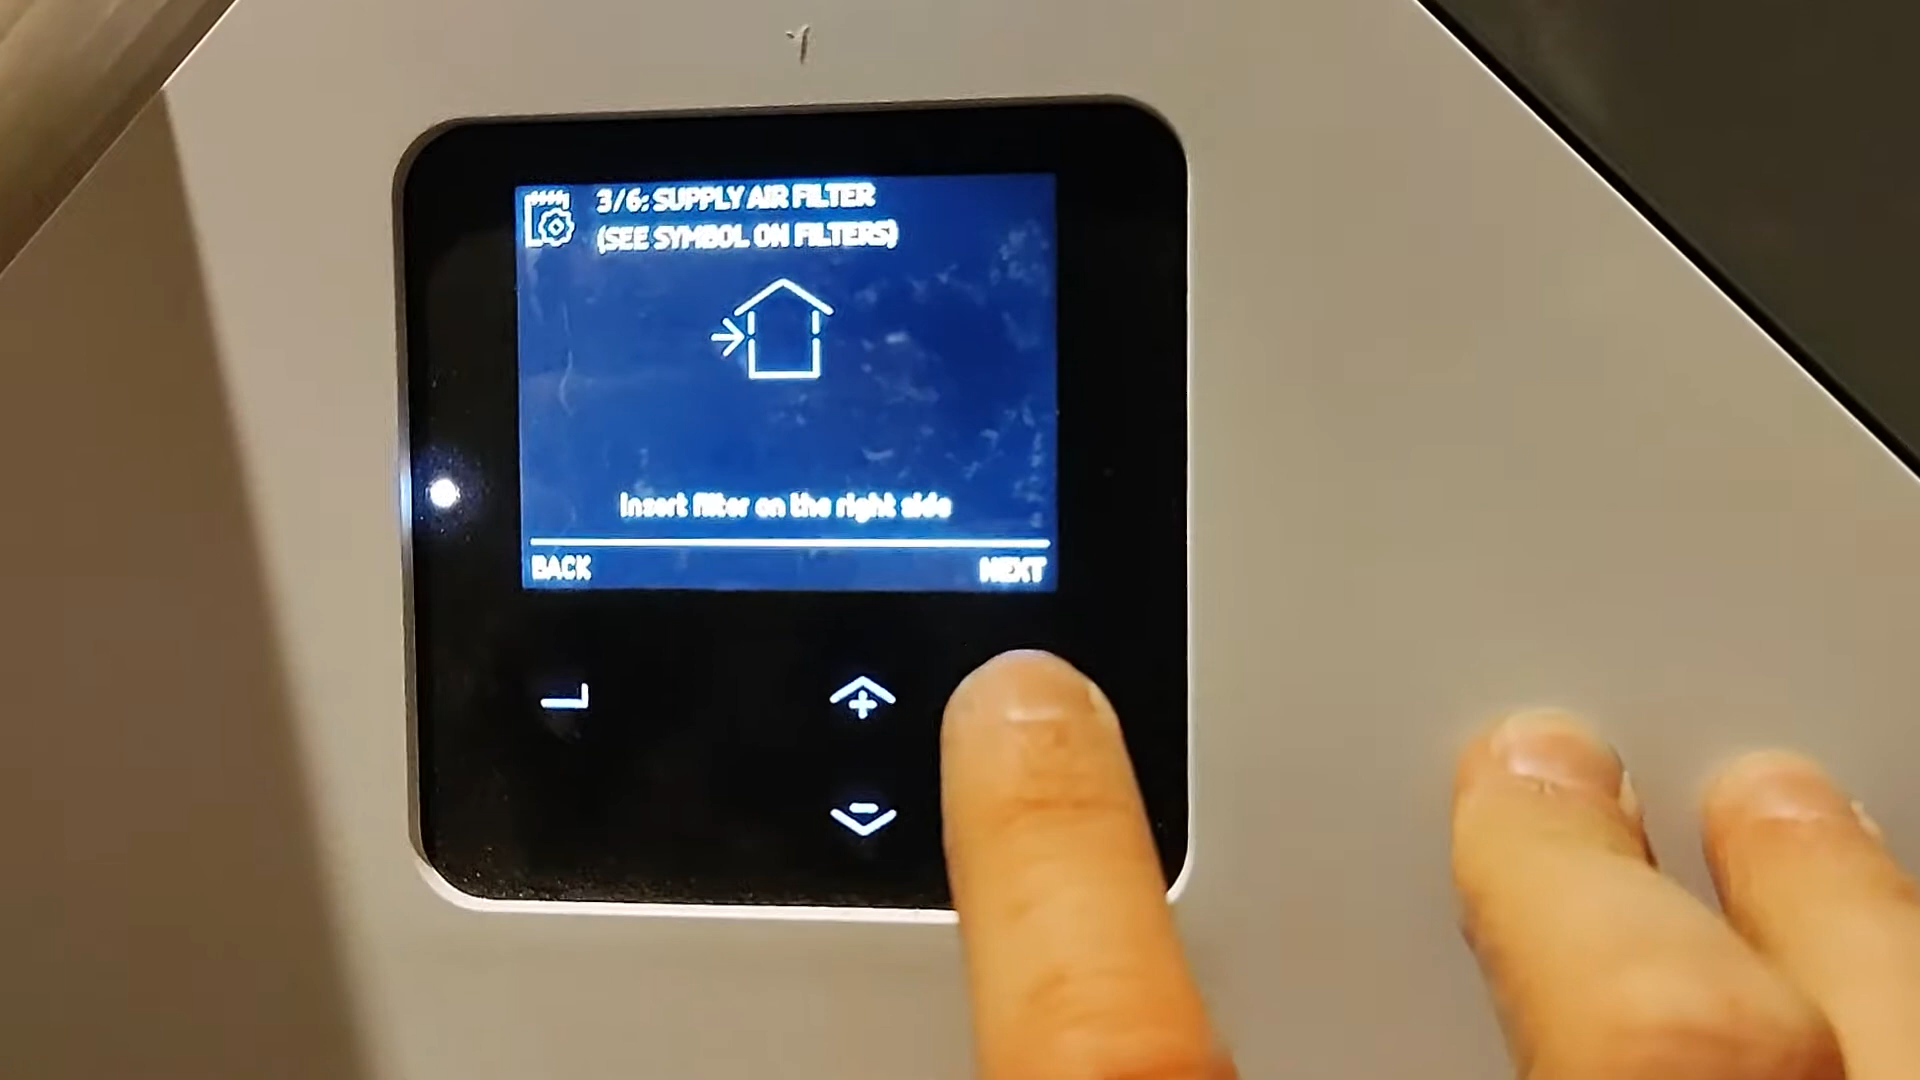 3/6: SUPPLY AIR FILTER
(SEE SYMBOL ON FILTERS)
Insert filter on the right side
BACK
NEXT